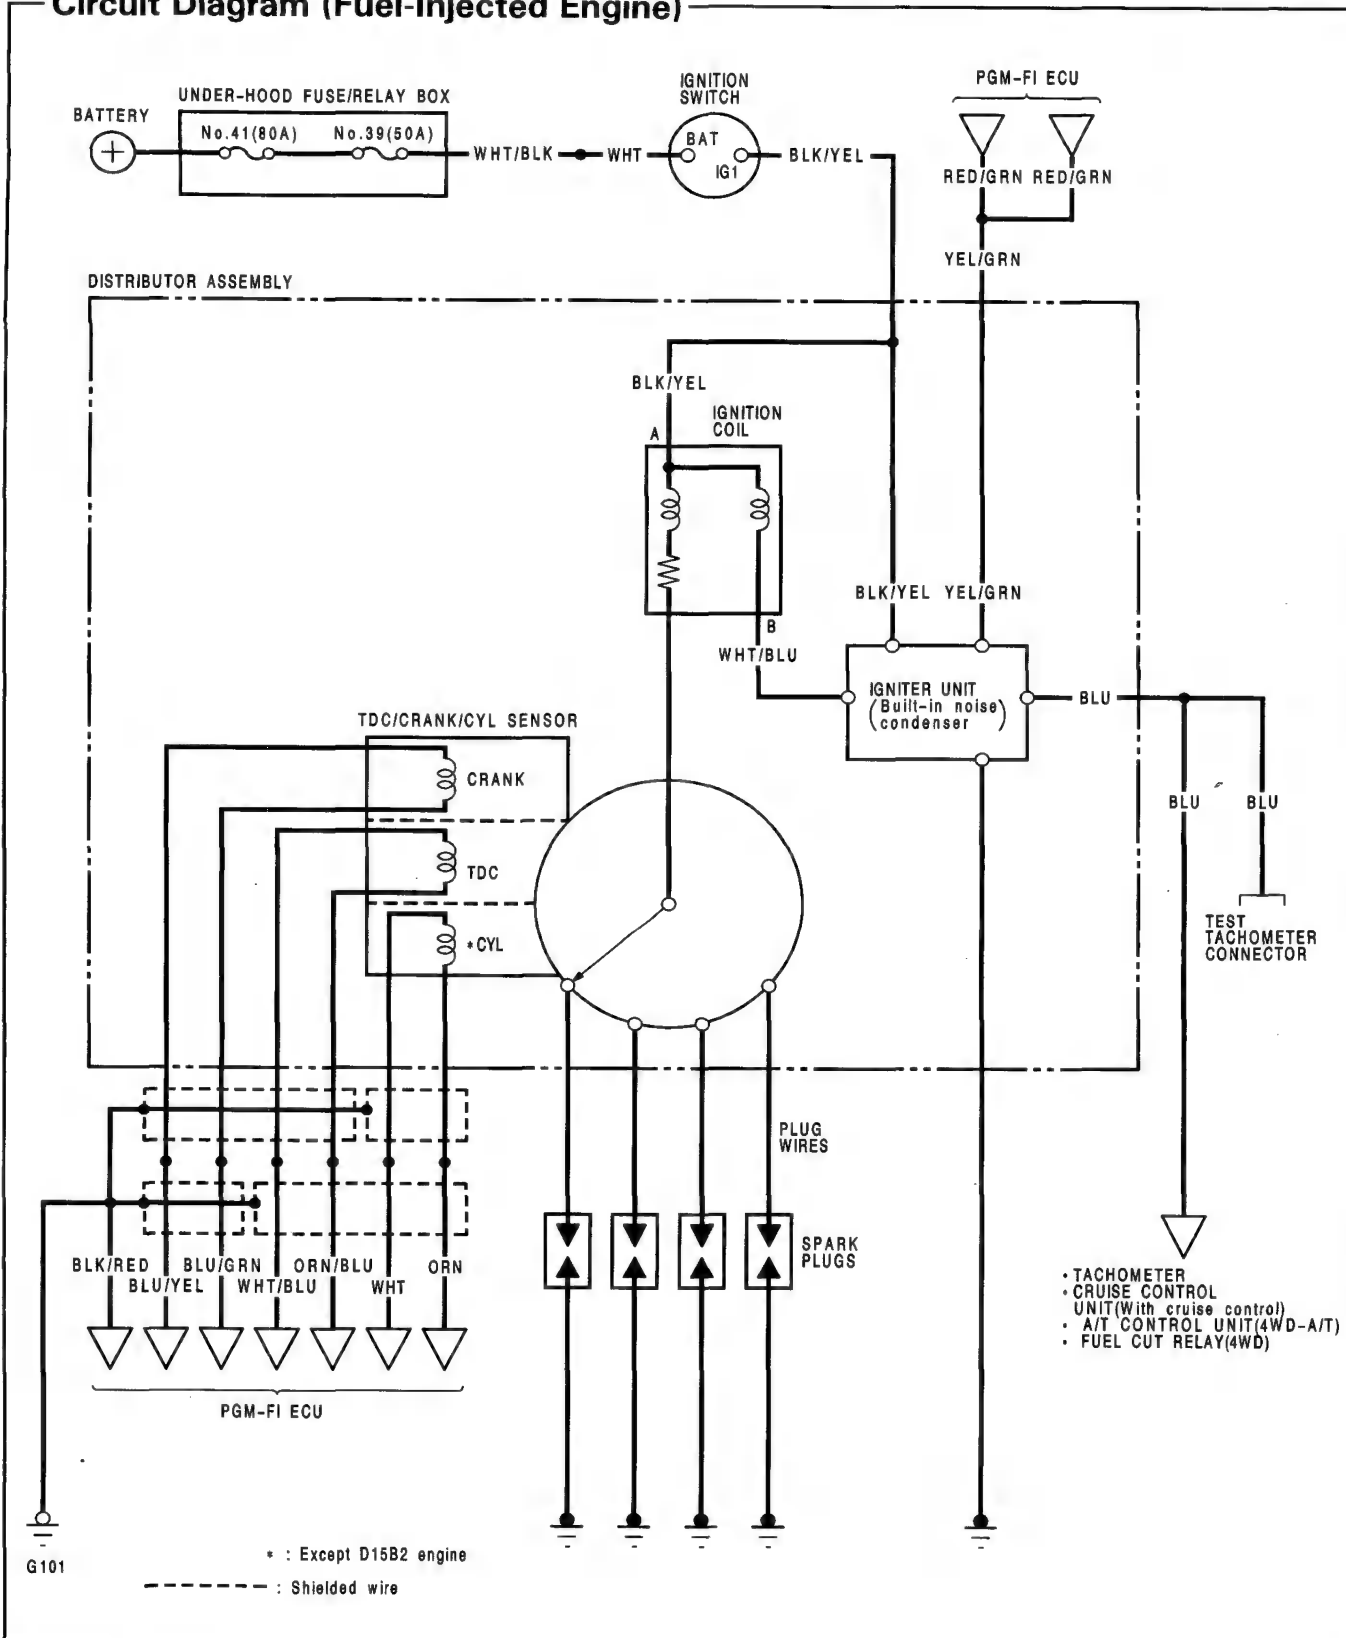 Circuit Diagram (Fuel-Injected Engine)
UNDER-HOOD FUSE/RELAY BOX
BATTERY
No.41(80A)
No.39(50A)
WHT/BLK
WHT
IGNITION
SWITCH
BAT
IG1
BLK/YEL
PGM-FI ECU
RED/GRN
RED/GRN
YEL/GRN
DISTRIBUTOR ASSEMBLY
BLK/YEL
IGNITION
COIL
A
B
WHT/BLU
BLK/YEL
YEL/GRN
IGNITER UNIT
(Built-in noise)
condenser
BLU
BLU
BLU
TEST
TACHOMETER
CONNECTOR
TDC/CRANK/CYL SENSOR
CRANK
TDC
*CYL
PLUG
WIRES
SPARK
PLUGS
BLK/RED
BLU/YEL
BLU/GRN
WHT/BLU
ORN/BLU
WHT
ORN
PGM-FI ECU
• TACHOMETER
• CRUISE CONTROL
UNIT(With cruise control)
• A/T CONTROL UNIT(4WD-A/T)
• FUEL CUT RELAY(4WD)
G101
* : Except D15B2 engine
: Shielded wire